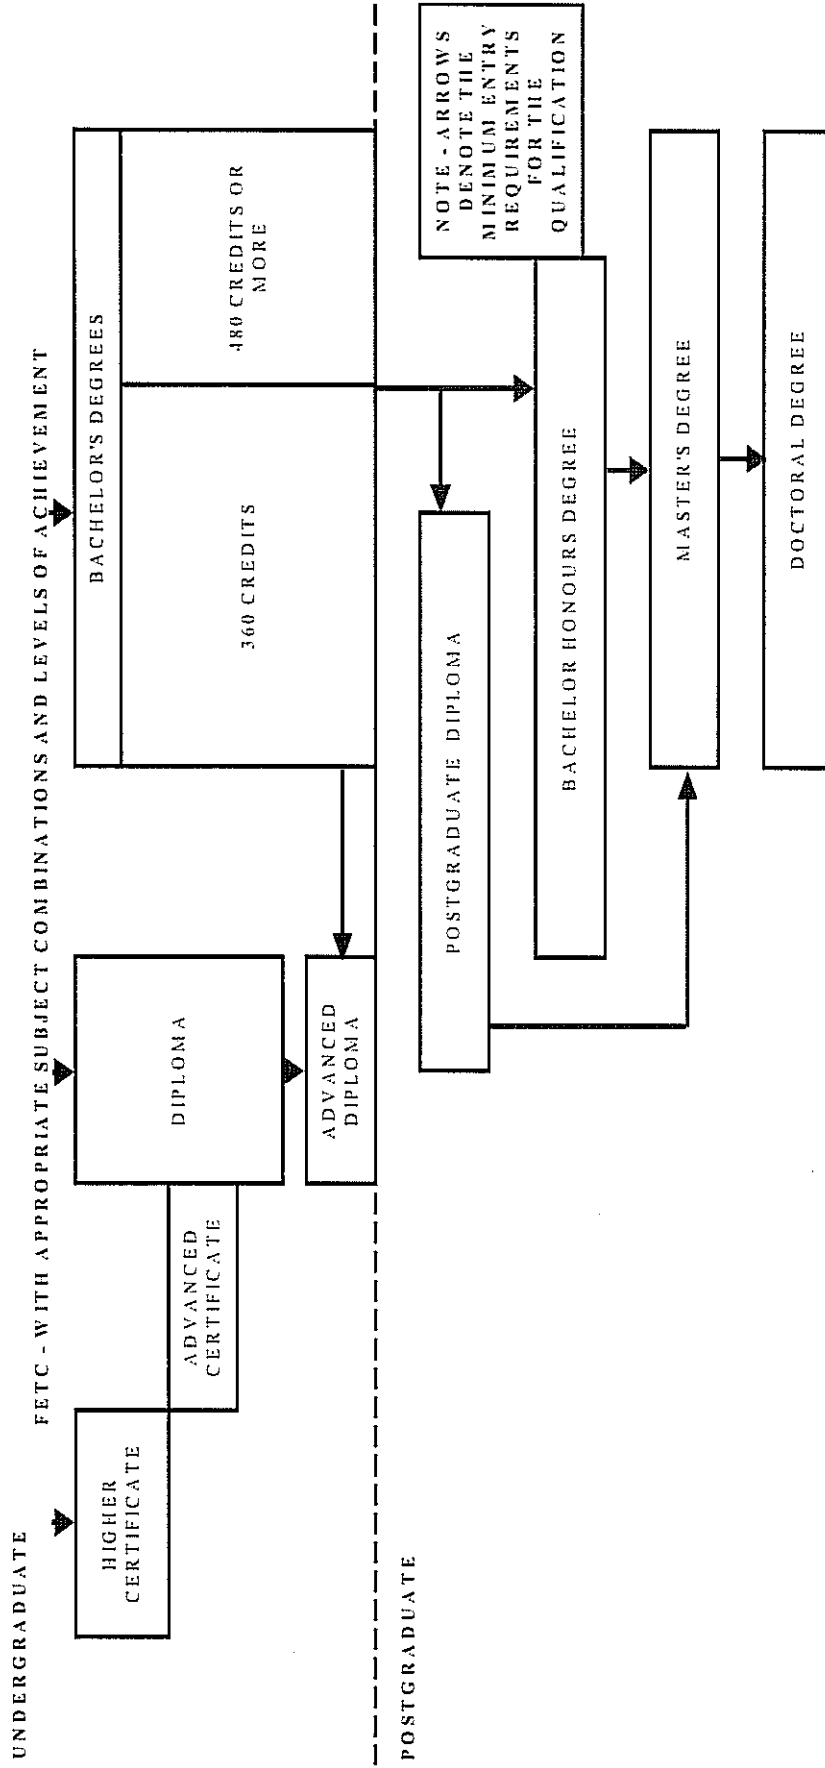 UNDERGRADUATE
FETC - WITH APPROPRIATE SUBJECT COMBINATIONS AND LEVELS OF ACHIEVEMENT
HIGHER
CERTIFICATE
ADVANCED
CERTIFICATE
DIPLOMA
ADVANCED
DIPLOMA
BACHELOR'S DEGREES
360 CREDITS
480 CREDITS OR
MORE
POSTGRADUATE
POSTGRADUATE DIPLOMA
NOTE - ARROWS
DENOTE THE
MINIMUM ENTRY
REQUIREMENTS
FOR THE
QUALIFICATION
BACHELOR HONOURS DEGREE
MASTER'S DEGREE
DOCTORAL DEGREE